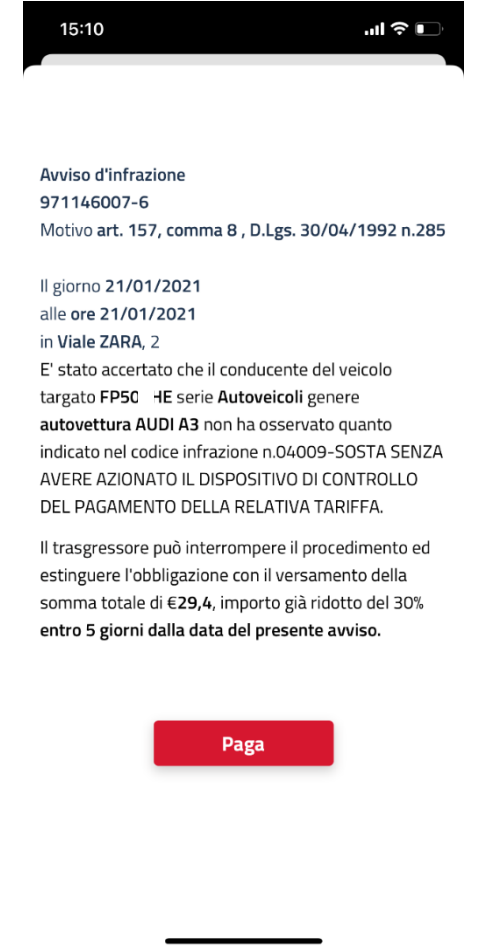 15:10
Avviso d'infrazione
971146007-6
Motivo art. 157, comma 8 , D.Lgs. 30/04/1992 n.285
Il giorno 21/01/2021
alle ore 21/01/2021
in Viale ZARA, 2
E' stato accertato che il conducente del veicolo
targato FP50 HE serie Autoveicoli genere
autovettura AUDI A3 non ha osservato quanto
indicato nel codice infrazione n.04009-SOSTA SENZA
AVERE AZIONATO IL DISPOSITIVO DI CONTROLLO
DEL PAGAMENTO DELLA RELATIVA TARIFFA.
Il trasgressore può interrompere il procedimento ed
estinguere l'obbligazione con il versamento della
somma totale di €29,4, importo già ridotto del 30%
entro 5 giorni dalla data del presente avviso.
Paga